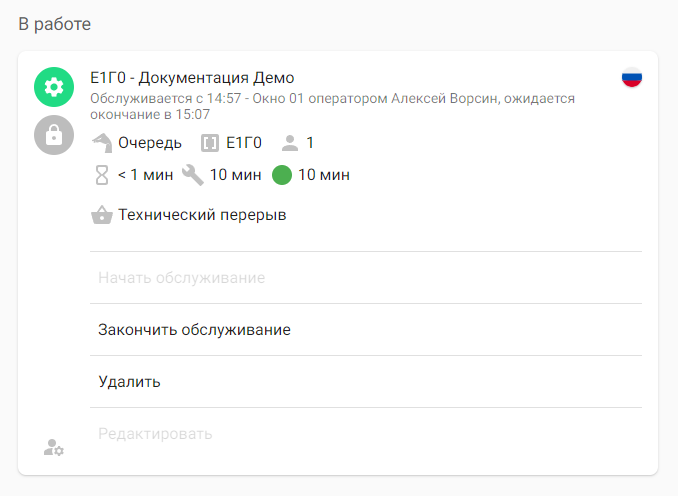 В работе
Е1Г0 - Документация Демо
Обслуживается с 14:57 - Окно 01 оператором Алексей Ворсин, ожидается
окончание в 15:07
Очередь Е1Г0 1
< 1 мин 10 мин 10 мин
Технический перерыв
Начать обслуживание
Закончить обслуживание
Удалить
Редактировать